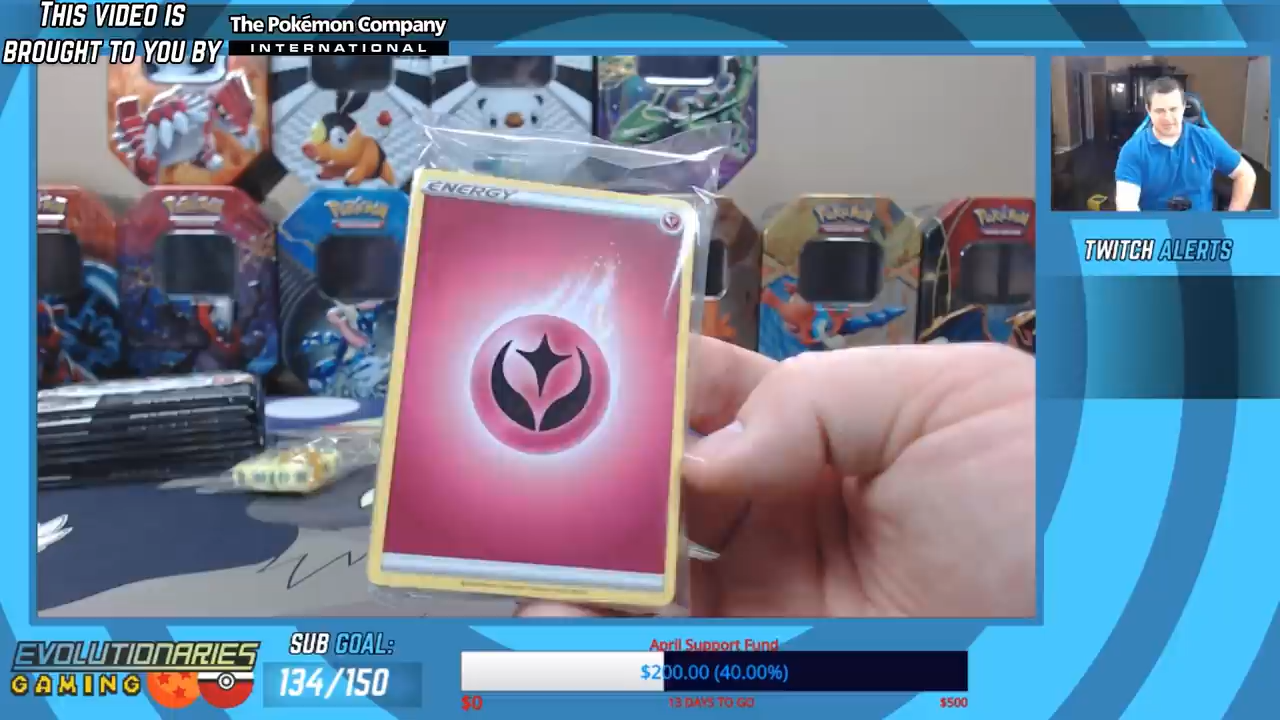 THIS VIDEO IS
BROUGHT TO YOU BY
The Pokémon Company
INTERNATIONAL
ENERGY
POKéMON
POKéMON
POKéMON
POKéMON
POKéMON
TWITCH ALERTS
EVOLUTIONARIES
GAMING
SUB GOAL:
134/150
April Support Fund
$200.00 (40.00%)
$0
13 DAYS TO GO
$500